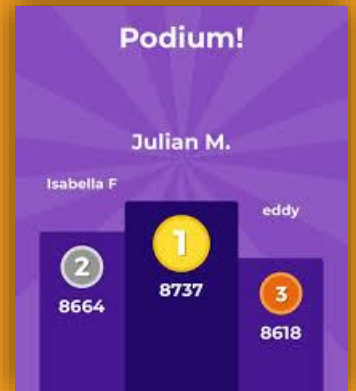 Podium!
Julian M.
Isabella F
eddy
1
2
8737
3
8664
8618